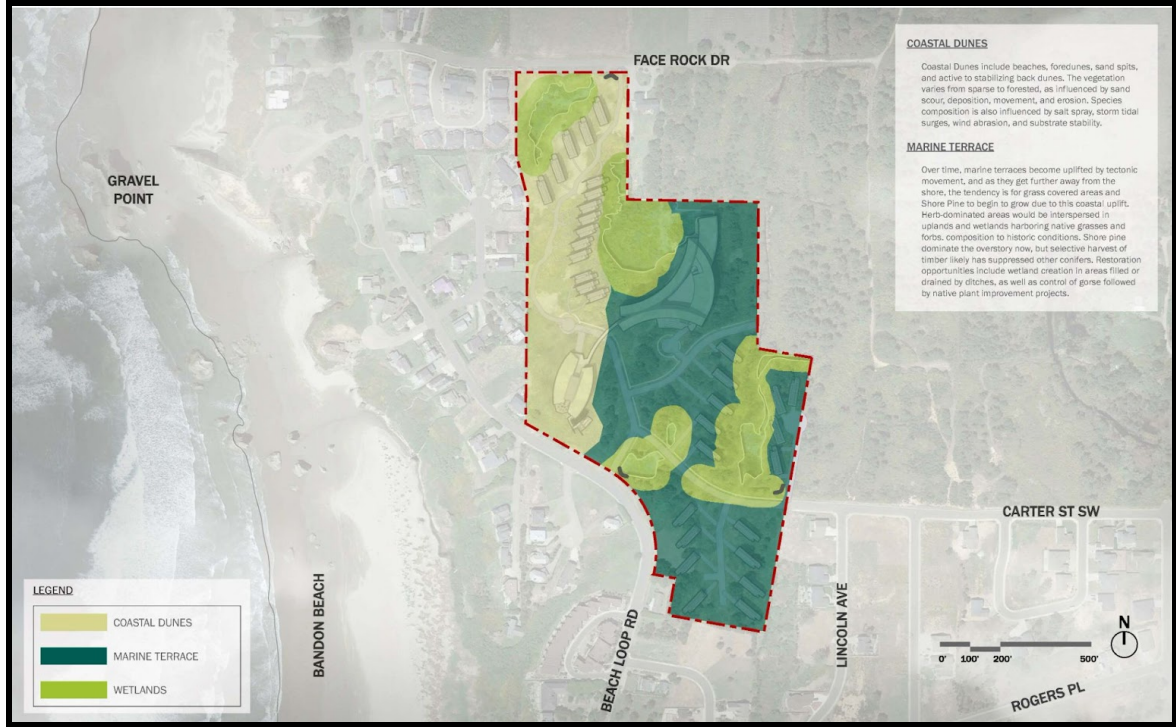 FACE ROCK DR
COASTAL DUNES
Coastal Dunes include beaches, foredunes, sand spits,
and active to stabilizing back dunes. The vegetation
varies from sparse to forested, as influenced by sand
scour, deposition, movement, and erosion. Species
composition is also influenced by salt spray, storm tidal
surges, wind abrasion, and substrate stability.
MARINE TERRACE
Over time, marine terraces become uplifted by tectonic
movement, and as they get further away from the
shore, the tendency is for grass covered areas and
Shore Pine to begin to grow due to this coastal uplift.
Herb-dominated areas would be interspersed in
uplands and wetlands harboring native grasses and
forbs. composition to historic conditions. Shore pine
dominate the overstory now, but selective harvest of
timber likely has suppressed other conifers. Restoration
opportunities include wetland creation in areas filled or
drained by ditches, as well as control of gorse followed
by native plant improvement projects.
GRAVEL
POINT
CARTER ST SW
LEGEND
COASTAL DUNES
MARINE TERRACE
WETLANDS
BANDON BEACH
BEACH LOOP RD
LINCOLN AVE
N
0' 100' 200' 500'
ROGERS PL